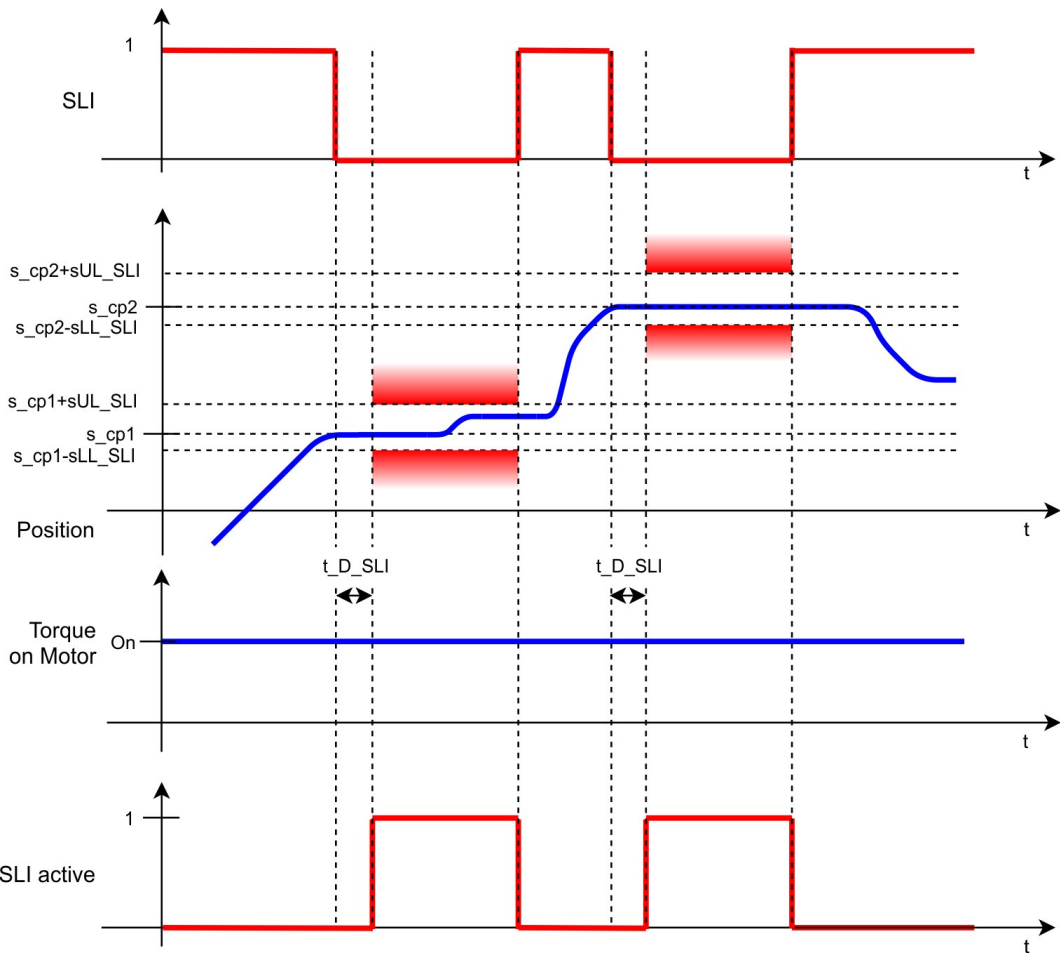 1
SLI
t
s_cp2+sUL_SLI
s_cp2
s_cp2-sLL_SLI
s_cp1+sUL_SLI
s_cp1
s_cp1-sLL_SLI
Position
t
t_D_SLI
t_D_SLI
Torque
on Motor
On
t
1
SLI active
t